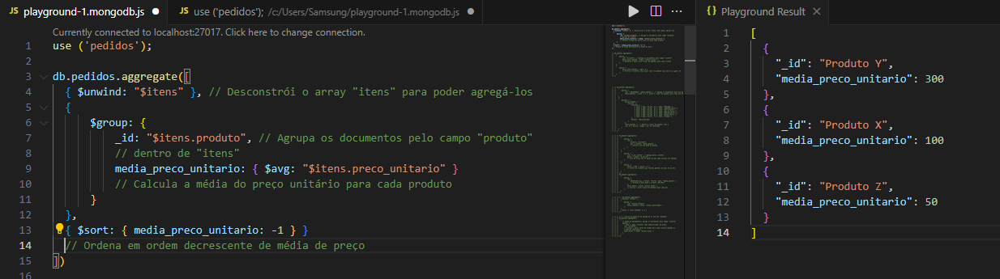 JS playground-1.mongodb.js
JS use ('pedidos'); /c:/Users/Samsung/playground-1.mongodb.js
Currently connected to localhost:27017. Click here to change connection.
1 use ('pedidos');
2
3 db.pedidos.aggregate([
4 { $unwind: "$itens" }, // Desconstrói o array "itens" para poder agregá-los
5 {
6 $group: {
7 _id: "$itens.produto", // Agrupa os documentos pelo campo "produto"
8 // dentro de "itens"
9 media_preco_unitario: { $avg: "$itens.preco_unitario" }
10 // Calcula a média do preço unitário para cada produto
11 }
12 },
13 { $sort: { media_preco_unitario: -1 } }
14 // Ordena em ordem decrescente de média de preço
15 ])
16
{} Playground Result
1 [
2 {
3 "_id": "Produto Y",
4 "media_preco_unitario": 300
5 },
6 {
7 "_id": "Produto X",
8 "media_preco_unitario": 100
9 },
10 {
11 "_id": "Produto Z",
12 "media_preco_unitario": 50
13 }
14 ]